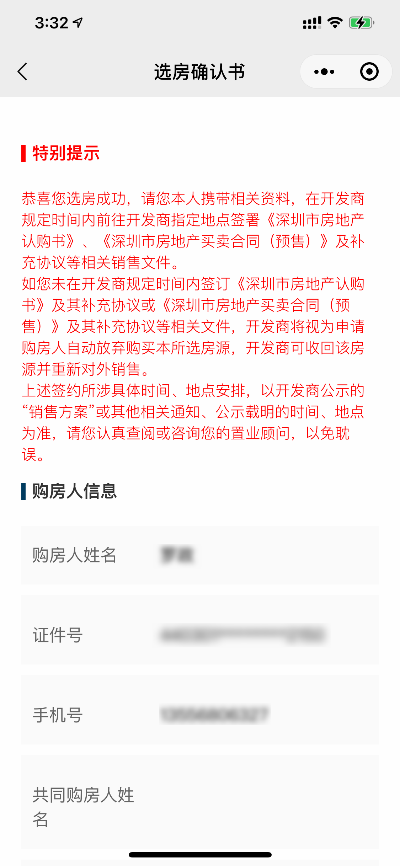 3:32
选房确认书
特别提示
恭喜您选房成功，请您本人携带相关资料，在开发商
规定时间内前往开发商指定地点签署《深圳市房地产
认购书》、《深圳市房地产买卖合同（预售）》及补
充协议等相关销售文件。
如您未在开发商规定时间内签订《深圳市房地产认购
书》及其补充协议或《深圳市房地产买卖合同（预
售）》及其补充协议等相关文件，开发商将视为申请
购房人自动放弃购买本所选房源，开发商可收回该房
源并重新对外销售。
上述签约所涉具体时间、地点安排，以开发商公示的
“销售方案”或其他相关通知、公示载明的时间、地点
为准，请您认真查阅或咨询您的置业顾问，以免耽
误。
购房人信息
购房人姓名
证件号
手机号
共同购房人姓
名